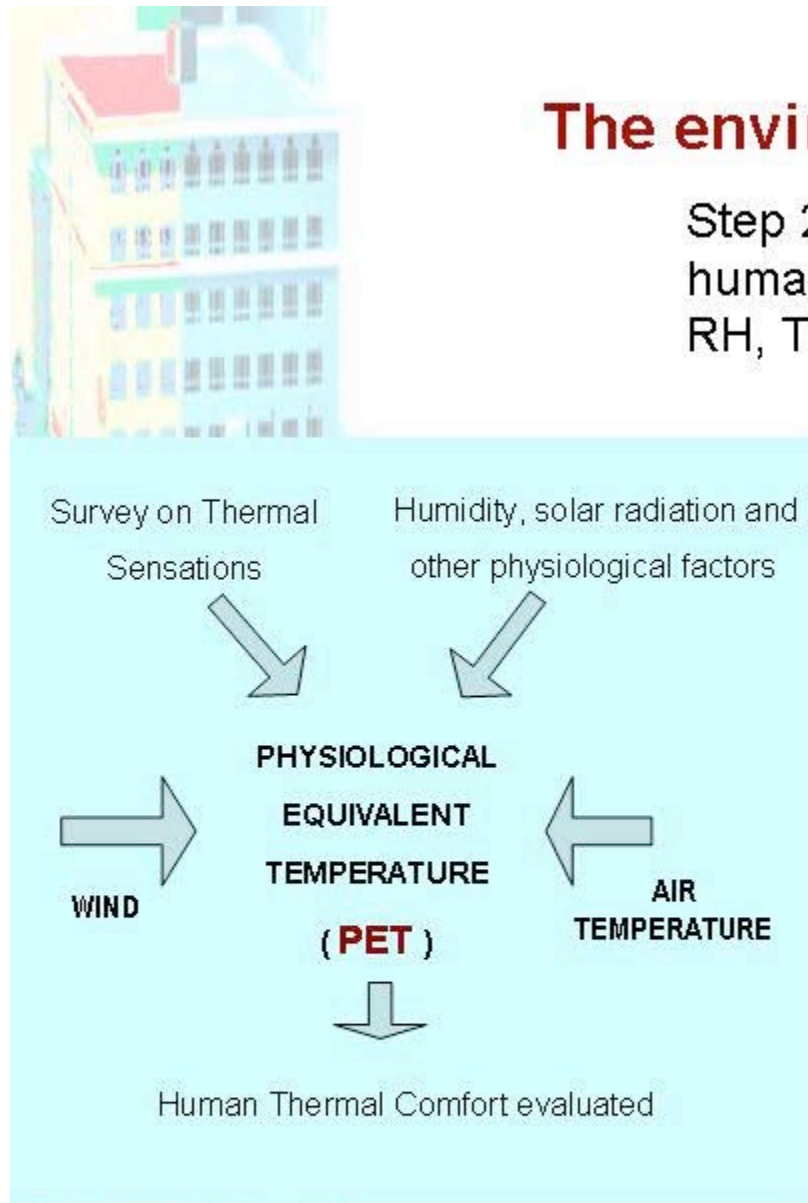 The envi
Step 2
huma
RH, T
Survey on Thermal
Sensations
Humidity, solar radiation and
other physiological factors
PHYSIOLOGICAL
EQUIVALENT
TEMPERATURE
( PET )
WIND
AIR
TEMPERATURE
Human Thermal Comfort evaluated